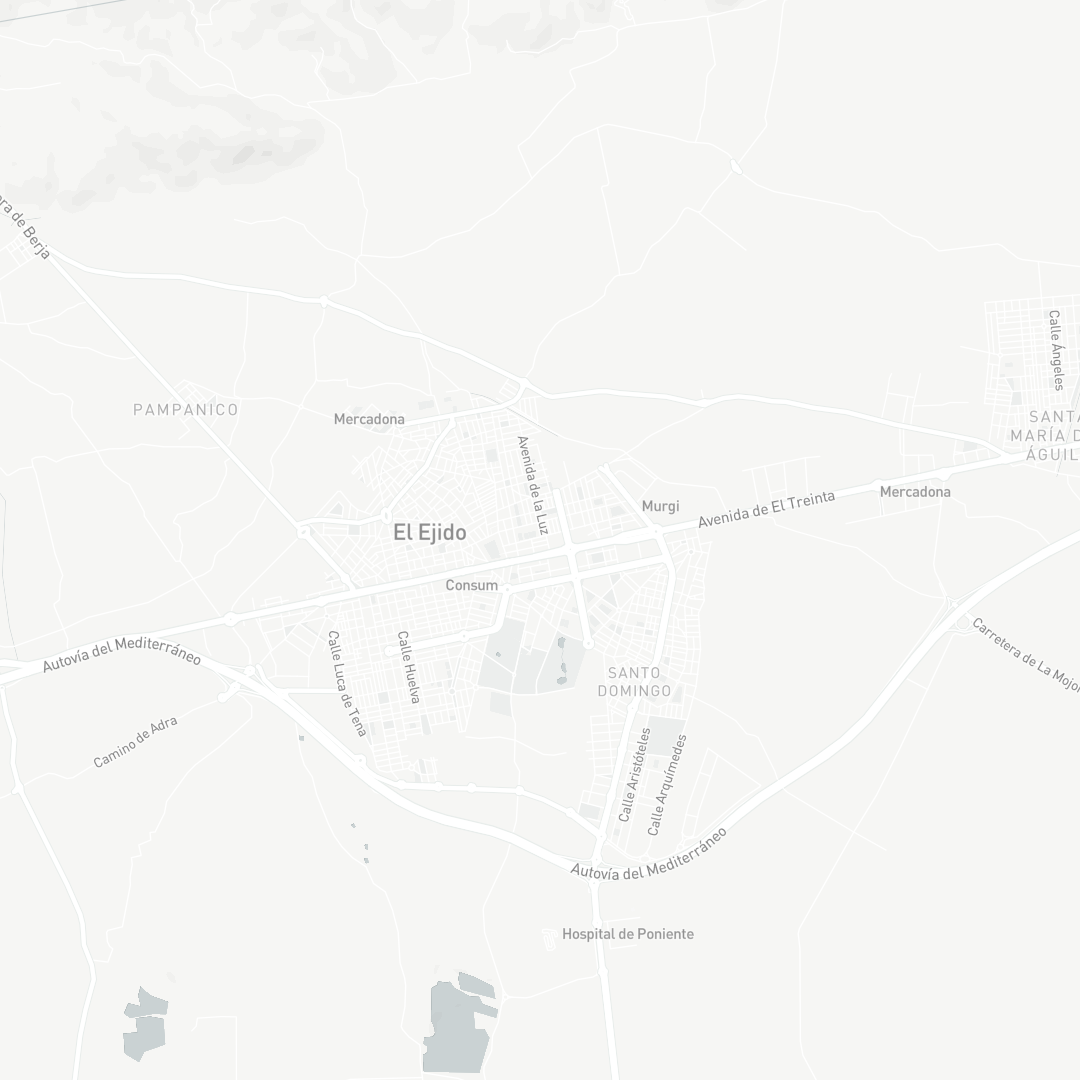 ora de Berja
Calle Ángeles
PAMPANICO
Mercadona
SANTA
MARÍA D
ÁGUIL
Avenida de la Luz
Mercadona
Murgi
Avenida de El Treinta
El Ejido
Consum
Autovía del Mediterráneo
Calle Luca de Tena
Calle Huelva
Carretera de La Mojon
SANTO
DOMINGO
Camino de Adra
Calle Aristóteles
Calle Arquímedes
Autovía del Mediterráneo
Hospital de Poniente